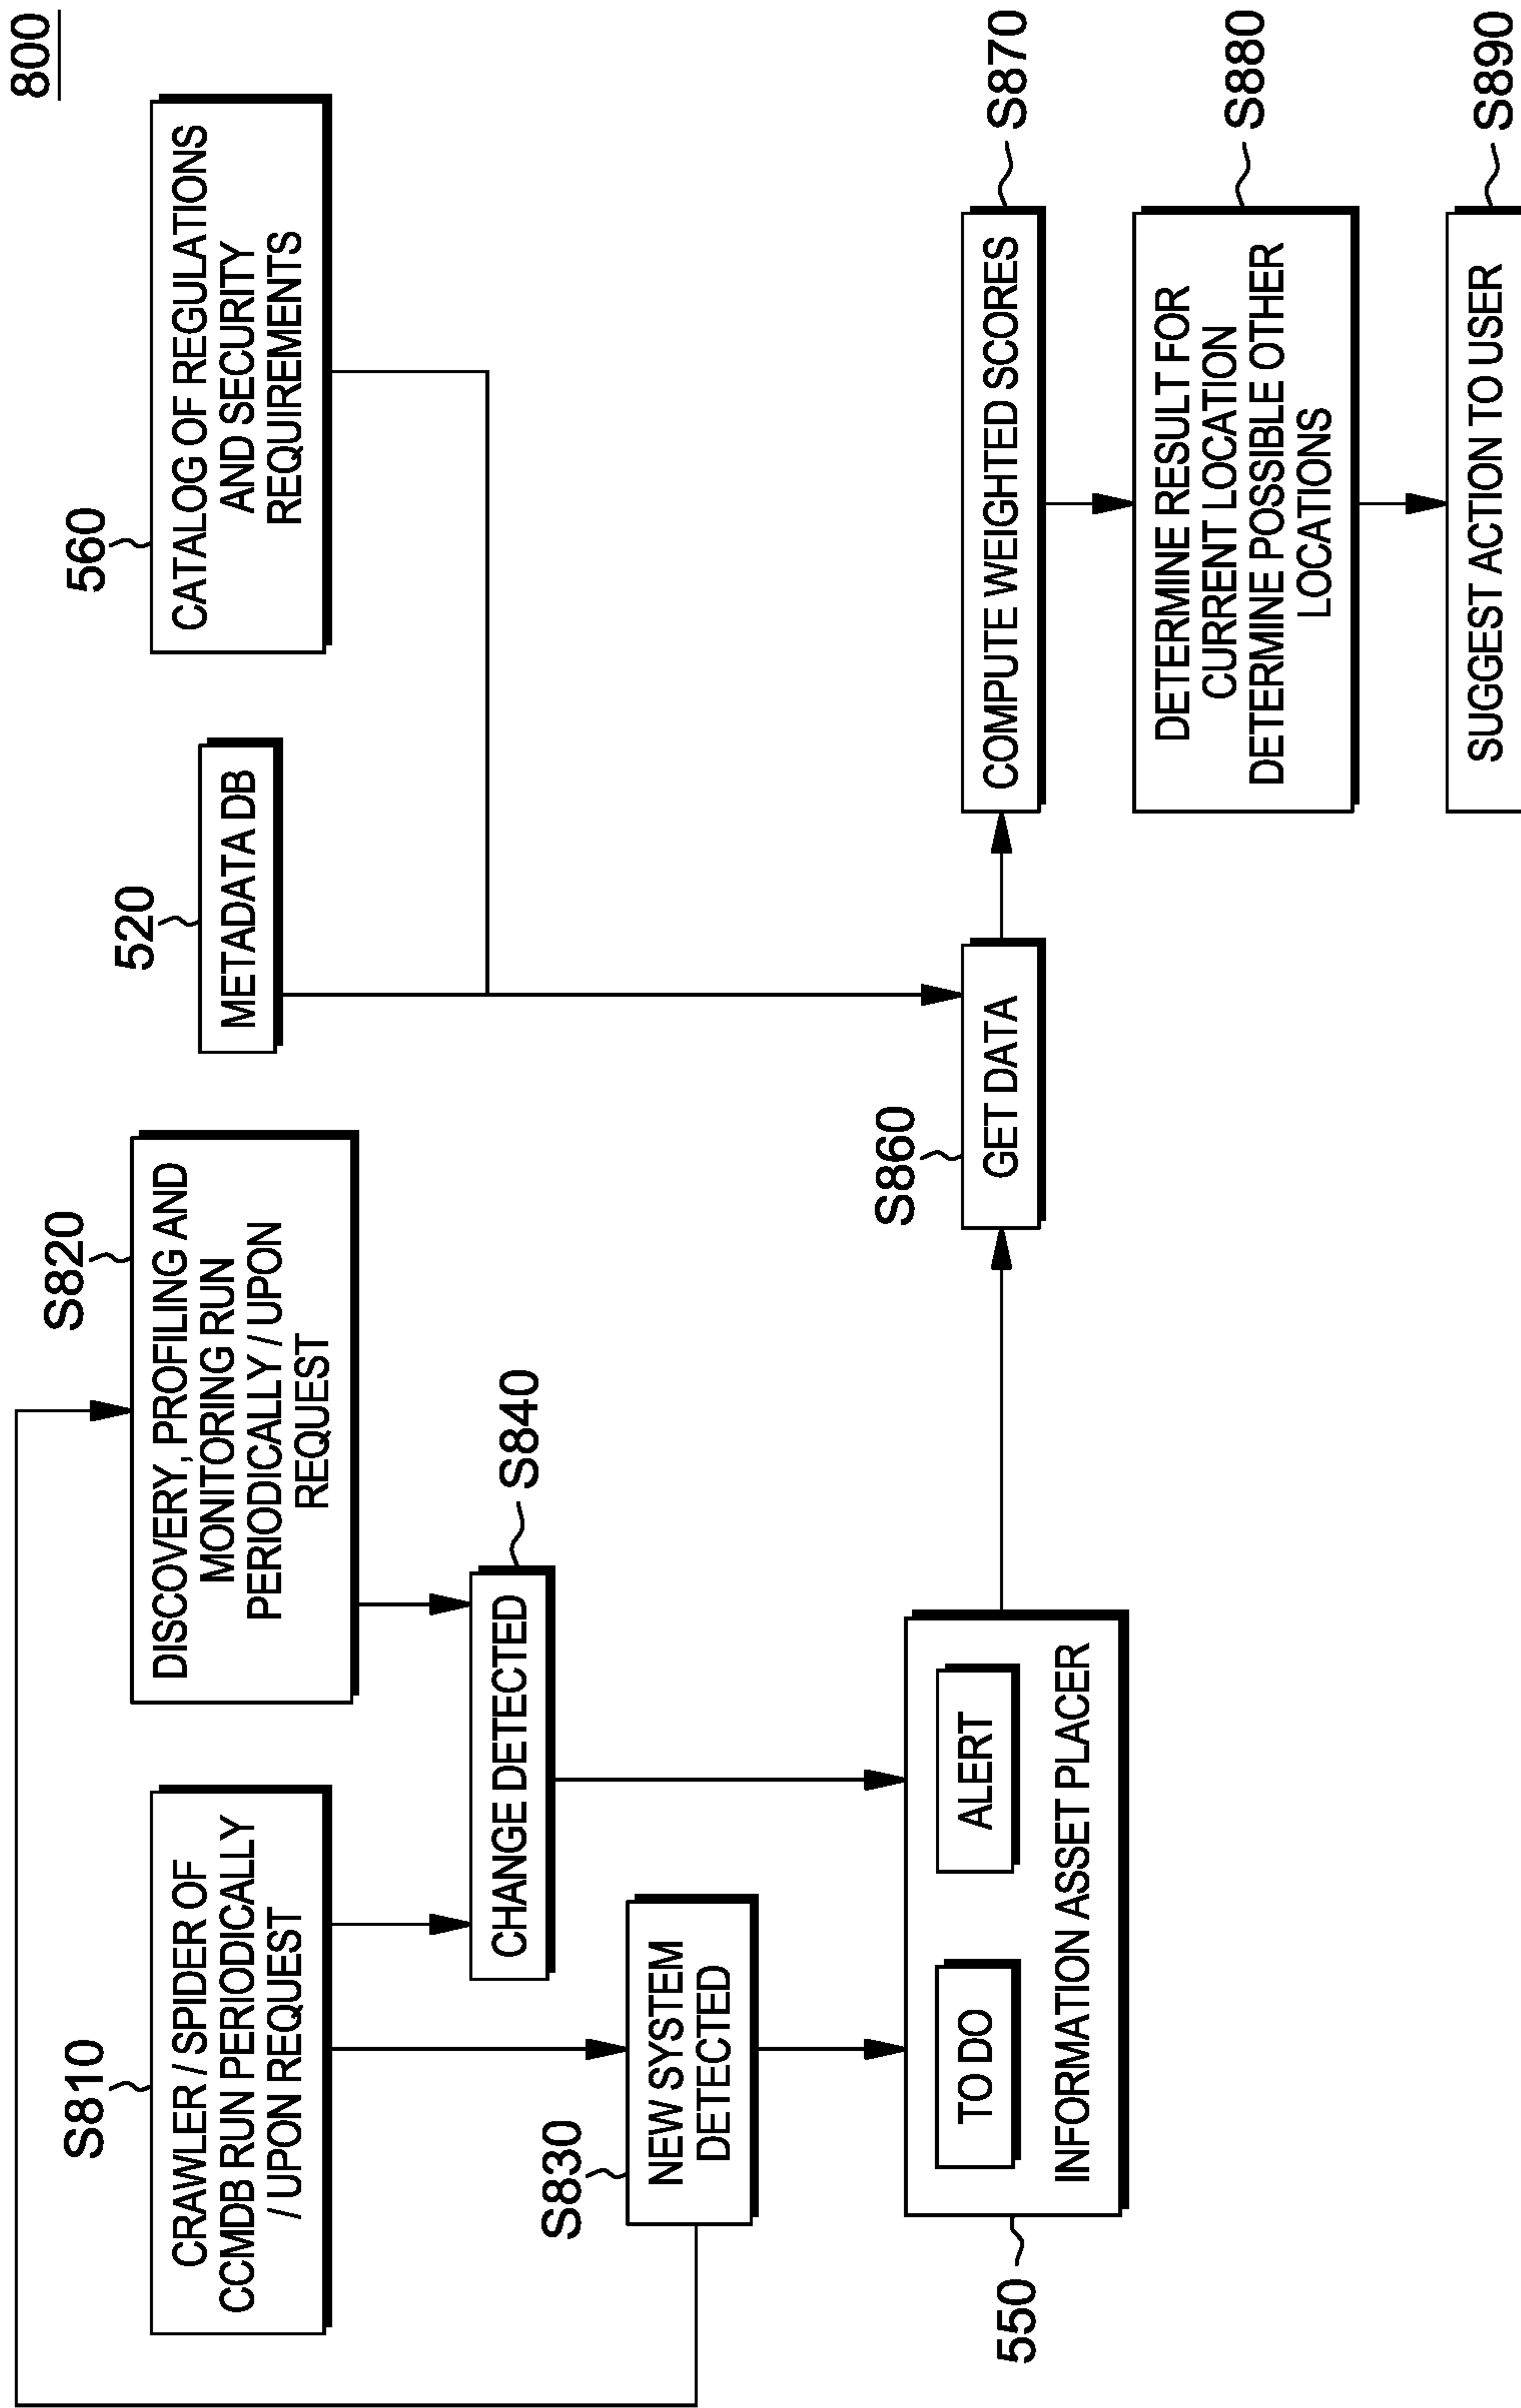 800
S810
CRAWLER / SPIDER OF
CCMDB RUN PERIODICALLY
/ UPON REQUEST
S820
DISCOVERY, PROFILING AND
MONITORING RUN
PERIODICALLY / UPON
REQUEST
520
METADATA DB
560
CATALOG OF REGULATIONS
AND SECURITY
REQUIREMENTS
CHANGE DETECTED
S840
S830
NEW SYSTEM
DETECTED
TO DO
ALERT
INFORMATION ASSET PLACER
550
S860
GET DATA
COMPUTE WEIGHTED SCORES
S870
DETERMINE RESULT FOR
CURRENT LOCATION
DETERMINE POSSIBLE OTHER
LOCATIONS
S880
SUGGEST ACTION TO USER
S890